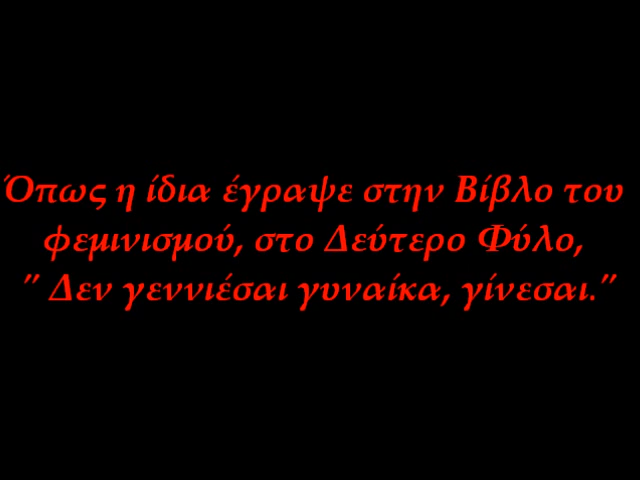 Όπως η ίδια έγραψε στην Βίβλο του
φεμινισμού, στο Δεύτερο Φύλο,
" Δεν γεννιέσαι γυναίκα, γίνεσαι."